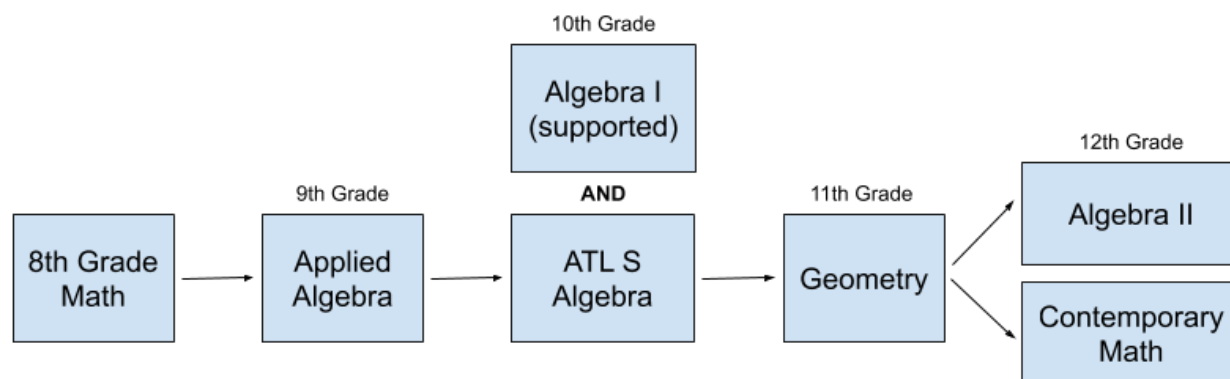 8th Grade
Math
9th Grade
Applied
Algebra
10th Grade
Algebra I
(supported)
AND
ATL S
Algebra
11th Grade
Geometry
12th Grade
Algebra II
Contemporary
Math